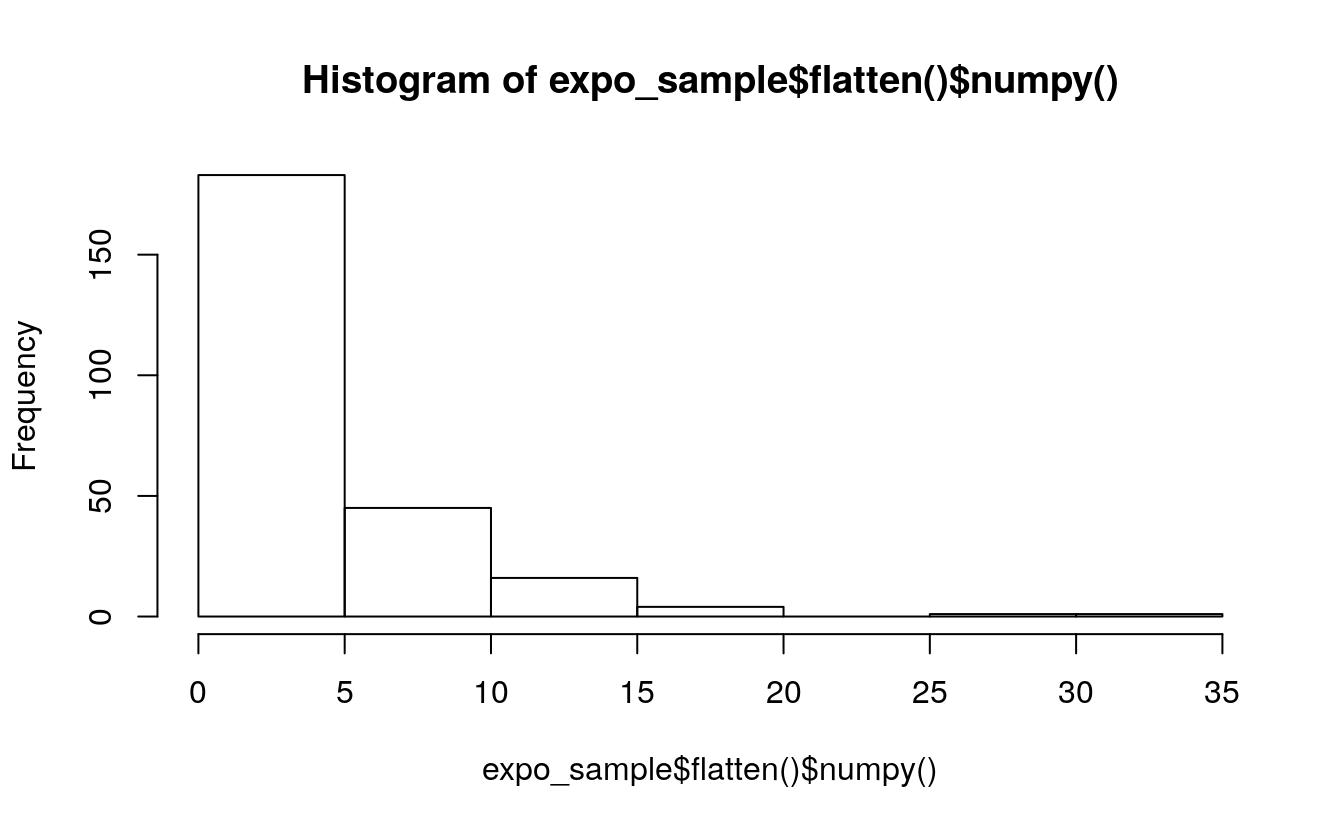 Histogram of expo_sample$flatten()$numpy()
Frequency
150
100
50
0
0 5 10 15 20 25 30 35
expo_sample$flatten()$numpy()